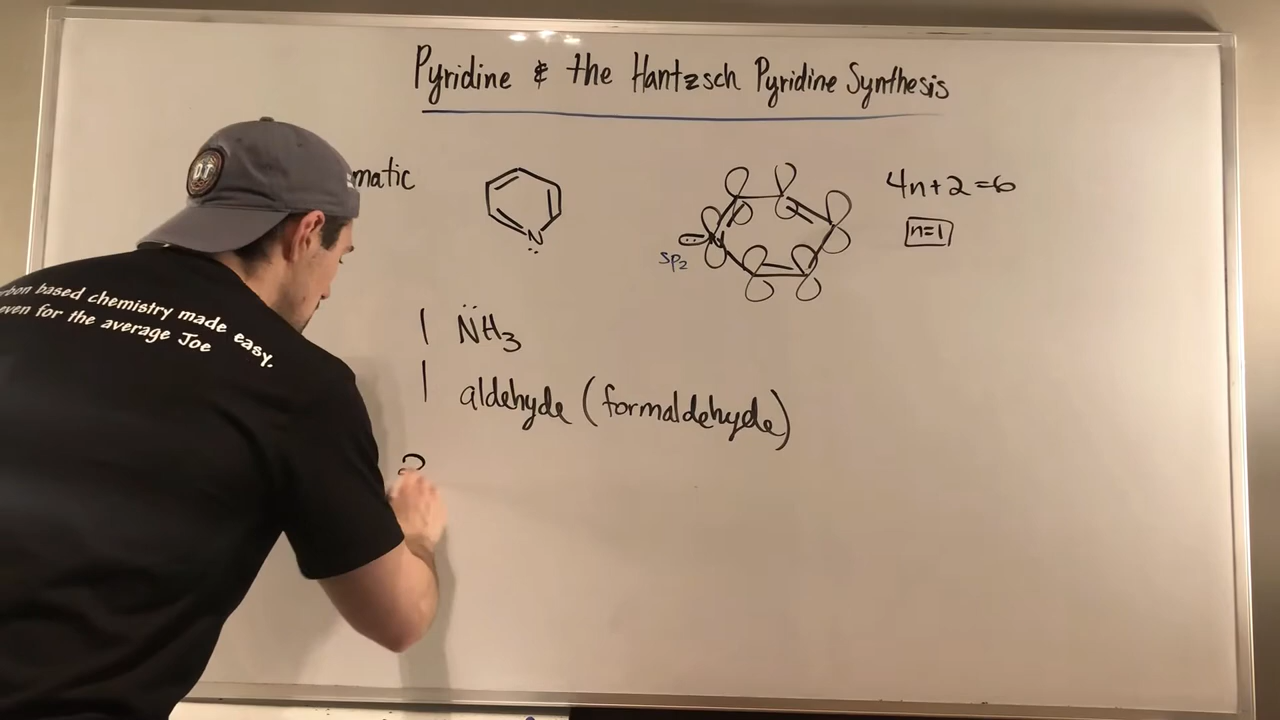 Pyridine & the Hantzsch Pyridine Synthesis
matic
N
4n+2=6
n=1
N
sp2
1 NH3
1 aldehyde (formaldehyde)
2
D.T
carbon based chemistry made easy,
even for the average Joe